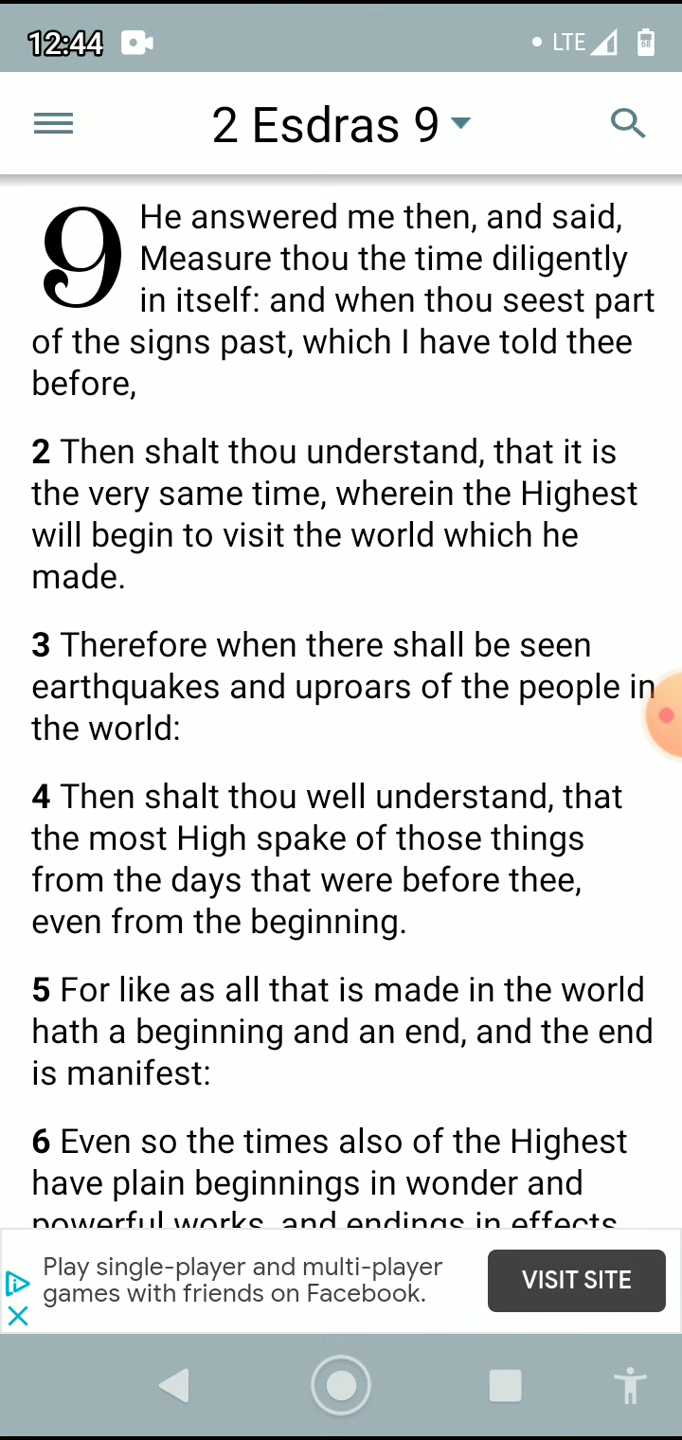 12:44
LTE
68
2 Esdras 9
9 He answered me then, and said,
Measure thou the time diligently
in itself: and when thou seest part
of the signs past, which I have told thee
before,
2 Then shalt thou understand, that it is
the very same time, wherein the Highest
will begin to visit the world which he
made.
3 Therefore when there shall be seen
earthquakes and uproars of the people in
the world:
4 Then shalt thou well understand, that
the most High spake of those things
from the days that were before thee,
even from the beginning.
5 For like as all that is made in the world
hath a beginning and an end, and the end
is manifest:
6 Even so the times also of the Highest
have plain beginnings in wonder and
powerful works, and endings in effects
Play single-player and multi-player
games with friends on Facebook.
VISIT SITE